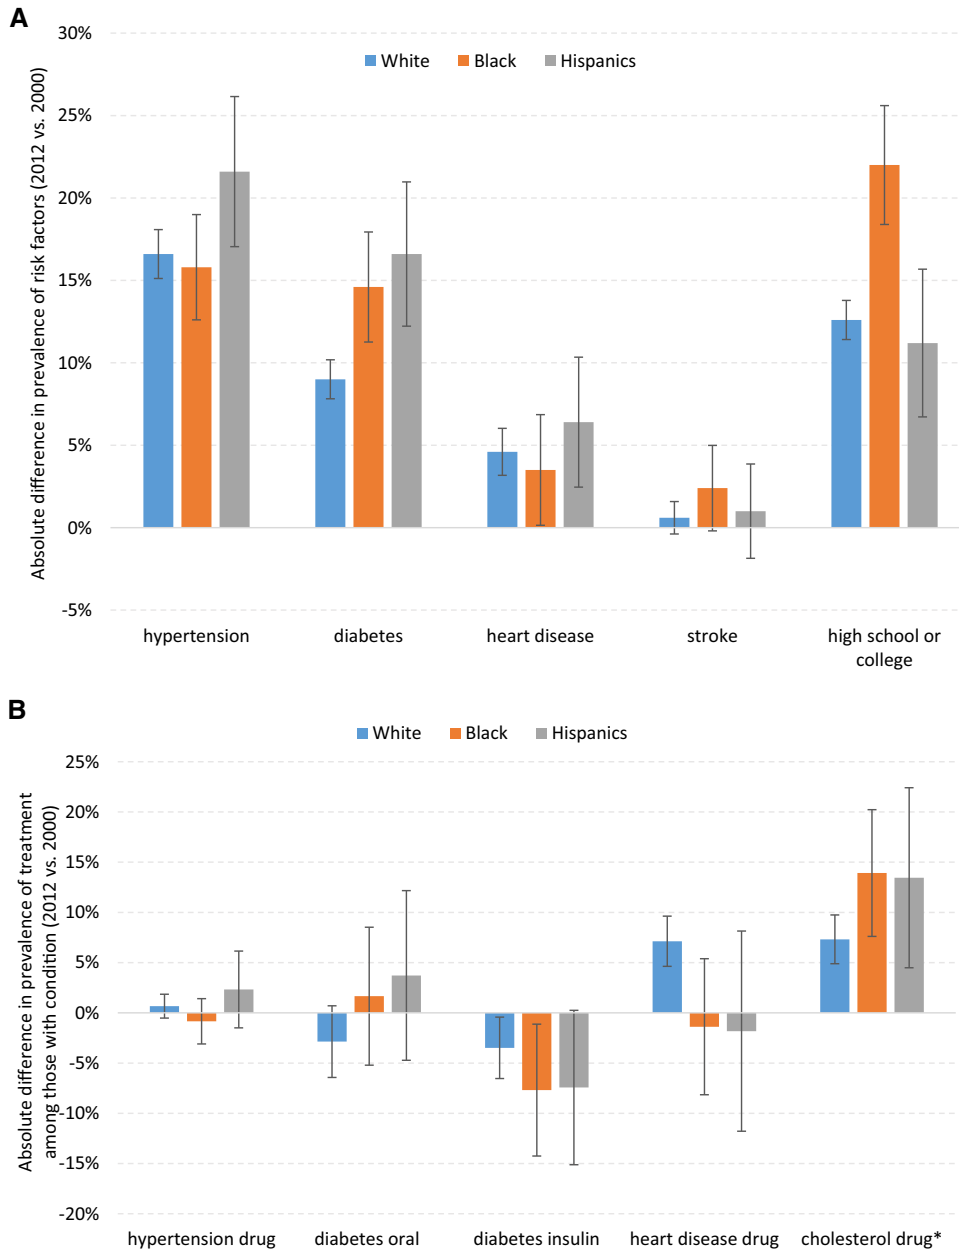 A
Absolute difference in prevalence of risk factors (2012 vs. 2000)
30%
25%
20%
15%
10%
5%
0%
-5%
White Black Hispanics
hypertension diabetes heart disease stroke high school or
college
B
Absolute difference in prevalence of treatment
among those with condition (2012 vs. 2000)
25%
20%
15%
10%
5%
0%
-5%
-10%
-15%
-20%
White Black Hispanics
hypertension drug diabetes oral diabetes insulin heart disease drug cholesterol drug*